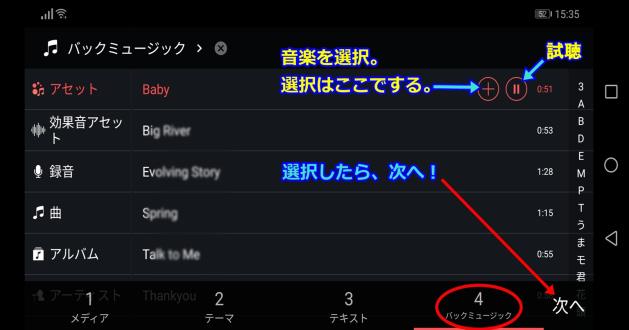 52 15:35
バックミュージック >
音楽を選択。
試聴
選択はここでする。
アセット Baby 0:51
効果音アセット Big River 0:53
録音 Evolving Story 1:28
選択したら、次へ！
曲 Spring 1:15
アルバム Talk to Me 0:55
アーティスト Thankyou
3
A
B
D
E
M
P
T
う
ま
モ
君
花
1 メディア
2 テーマ
3 テキスト
4 バックミュージック
次へ